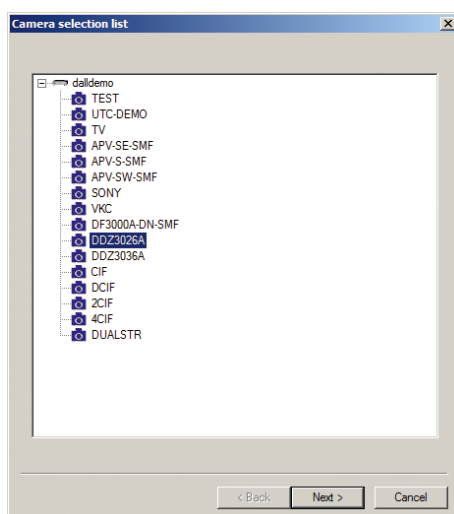 Camera selection list
dalldemo
TEST
UTC-DEMO
TV
APV-SE-SMF
APV-S-SMF
APV-SW-SMF
SONY
VKC
DF3000A-DN-SMF
DDZ3026A
DDZ3036A
CIF
DCIF
2CIF
4CIF
DUALSTR
< Back Next > Cancel